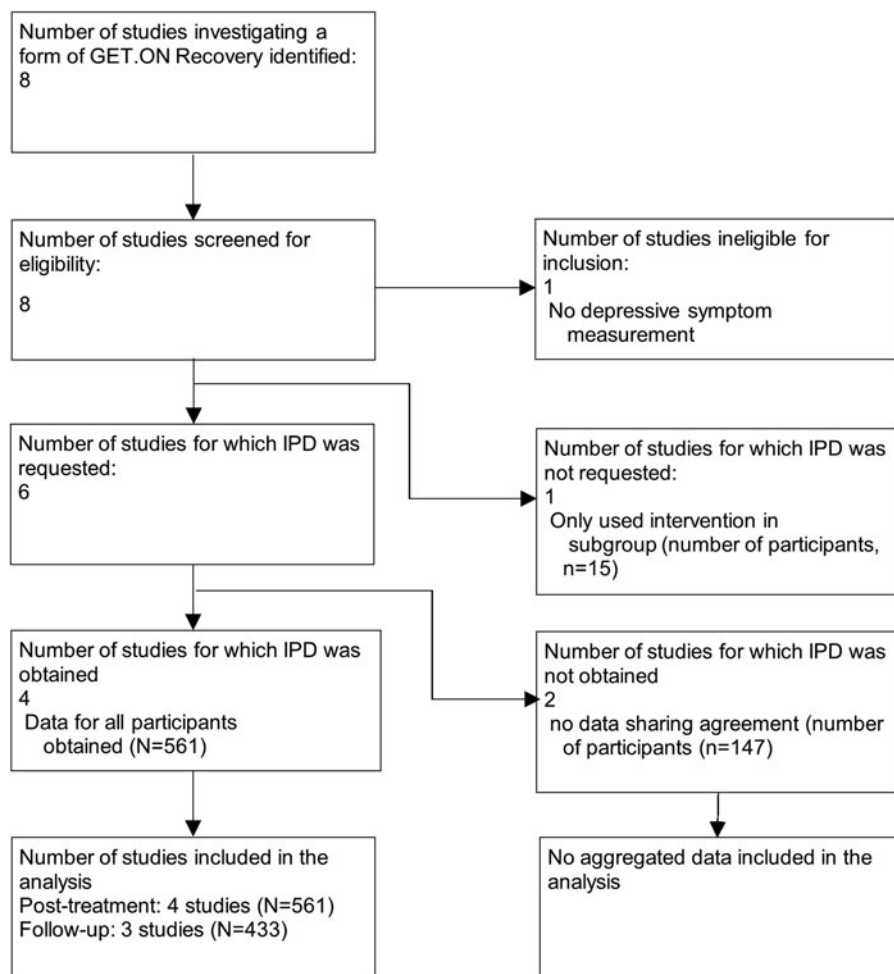 Number of studies investigating a
form of GET.ON Recovery identified:
8
Number of studies screened for
eligibility:
8
Number of studies ineligible for
inclusion:
1
No depressive symptom
measurement
Number of studies for which IPD was
requested:
6
Number of studies for which IPD was
not requested:
1
Only used intervention in
subgroup (number of participants,
n=15)
Number of studies for which IPD was
obtained
4
Data for all participants
obtained (N=561)
Number of studies for which IPD was
not obtained
2
no data sharing agreement (number
of participants (n=147)
Number of studies included in the
analysis
Post-treatment: 4 studies (N=561)
Follow-up: 3 studies (N=433)
No aggregated data included in the
analysis